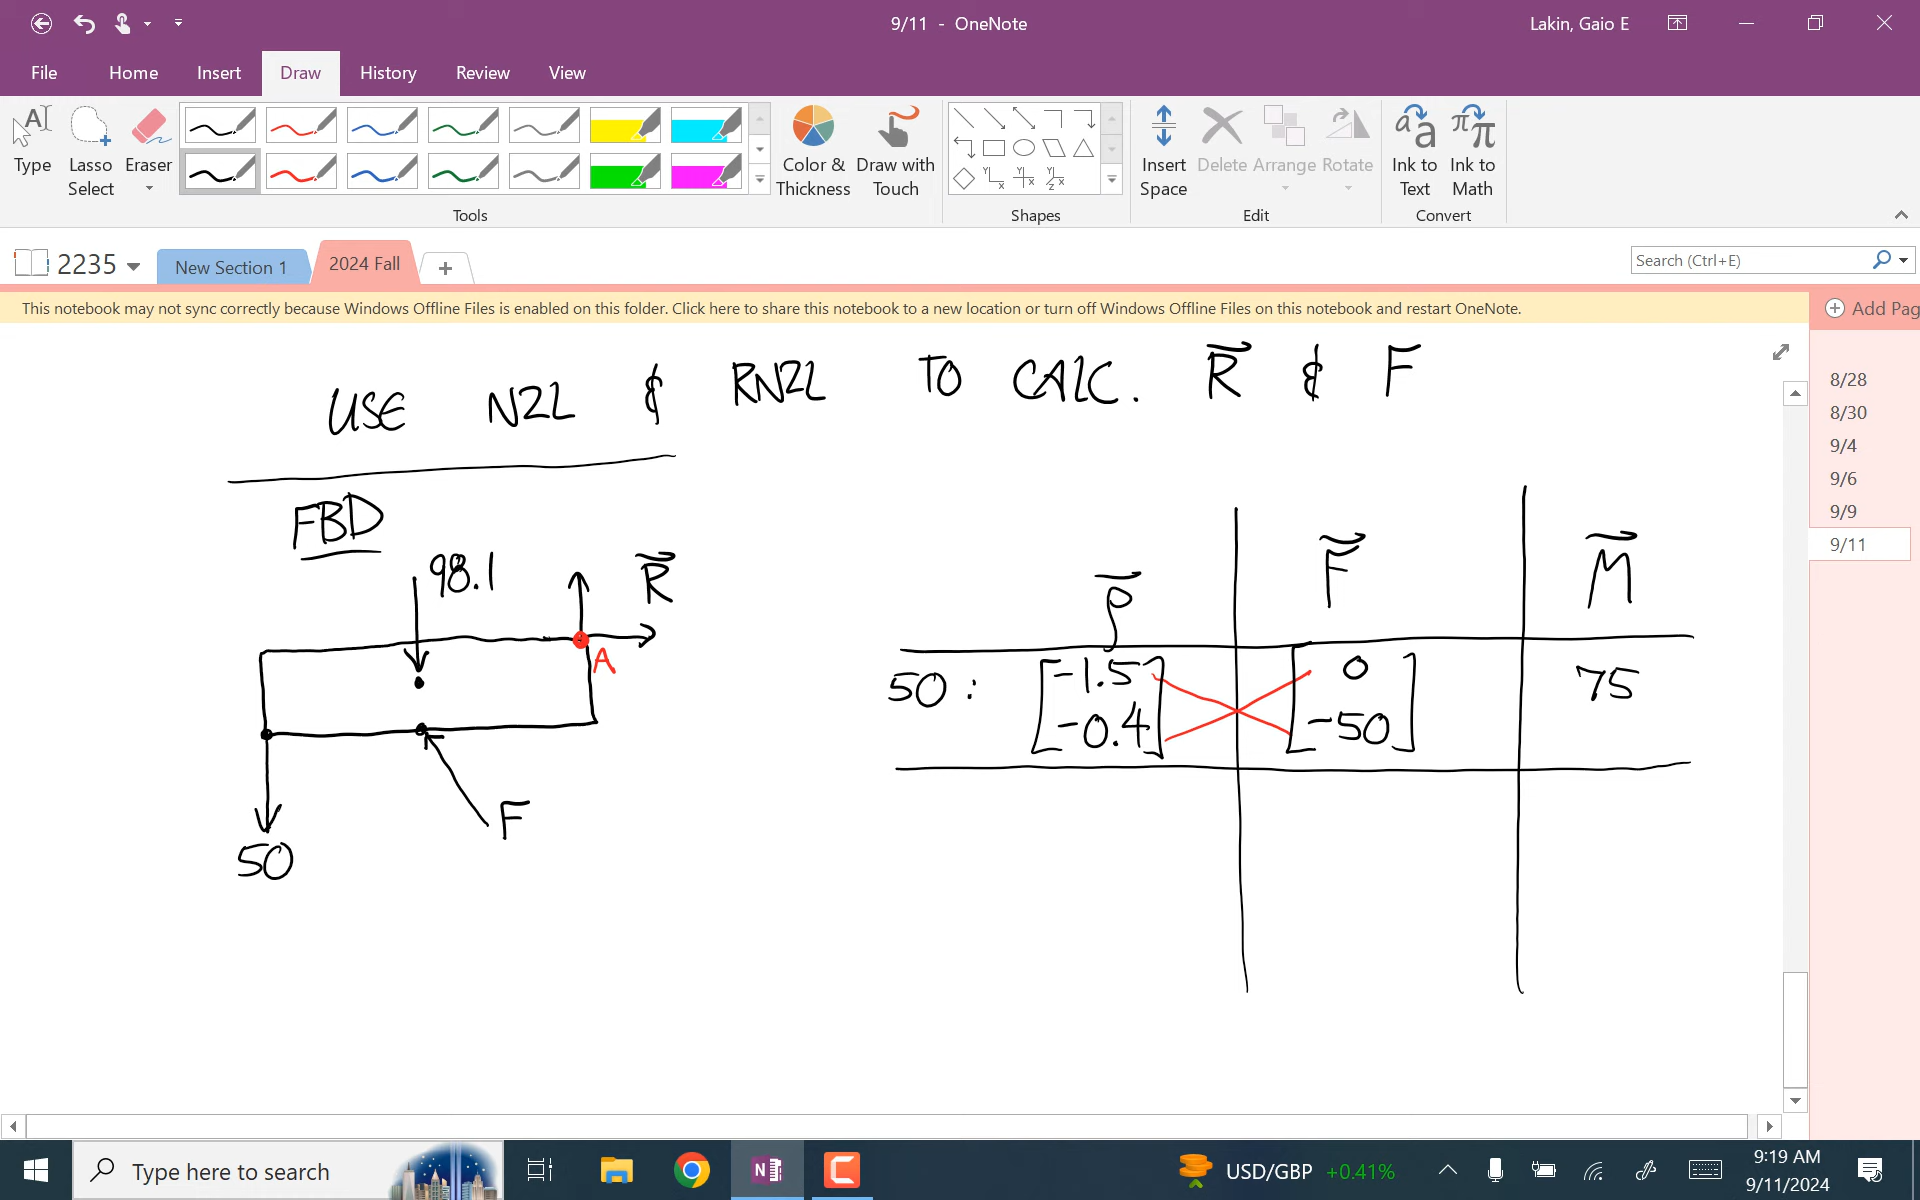 9/11 - OneNote
Lakin, Gaio E
File Home Insert Draw History Review View
Type
Lasso Select
Eraser
Color & Thickness
Draw with Touch
Insert Space
Delete
Arrange
Rotate
Ink to Text
Ink to Math
Tools
Shapes
Edit
Convert
2235
New Section 1
2024 Fall
Search (Ctrl+E)
This notebook may not sync correctly because Windows Offline Files is enabled on this folder. Click here to share this notebook to a new location or turn off Windows Offline Files on this notebook and restart OneNote.
Add Pag
8/28
8/30
9/4
9/6
9/9
9/11
USE N2L & RN2L TO CALC. R & F
FBD
98.1
R
A
F
50
ρ F M
50: [-1.5 -0.4] [0 -50] 75
Type here to search
USD/GBP +0.41%
9:19 AM
9/11/2024